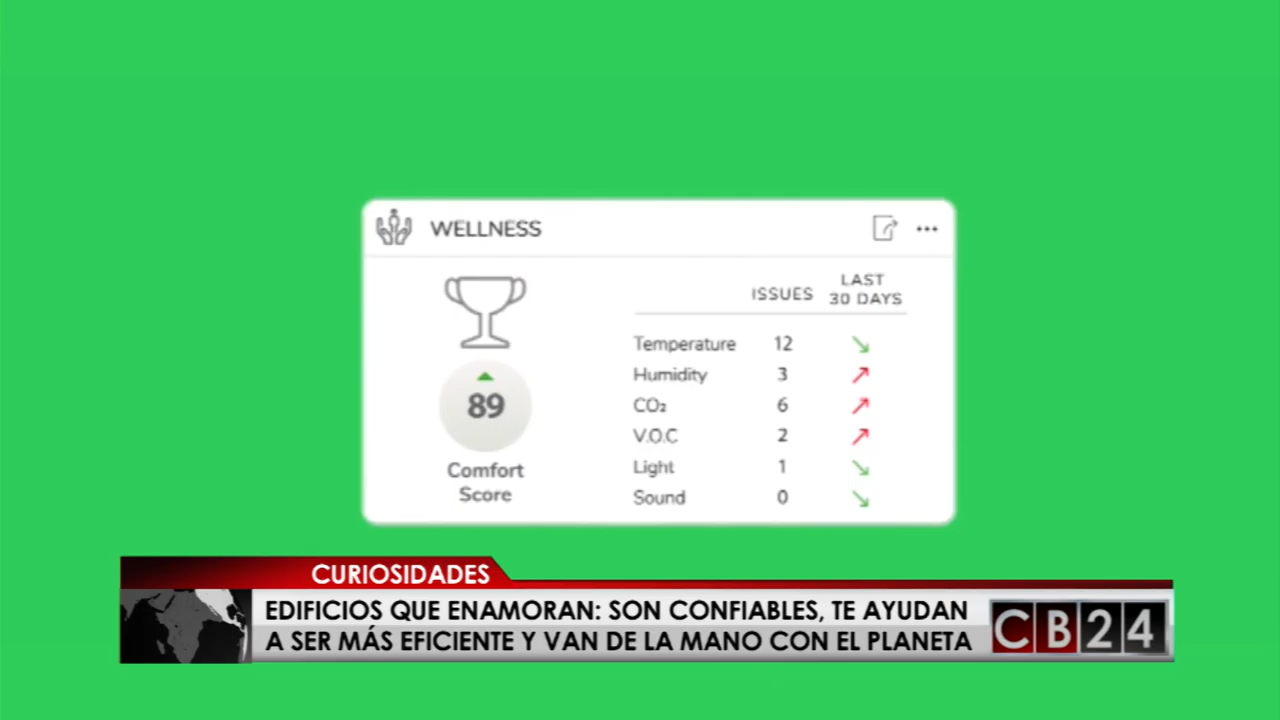 WELLNESS
89
Comfort
Score
ISSUES
LAST
30 DAYS
Temperature 12
Humidity 3
CO₂ 6
V.O.C 2
Light 1
Sound 0
CURIOSIDADES
EDIFICIOS QUE ENAMORAN: SON CONFIABLES, TE AYUDAN
A SER MÁS EFICIENTE Y VAN DE LA MANO CON EL PLANETA
CB24